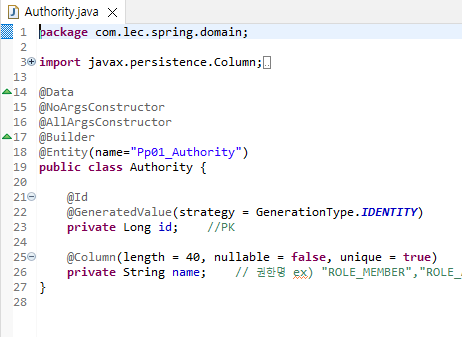 Authority.java
1 package com.lec.spring.domain;
2
3 import javax.persistence.Column;
13
14 @Data
15 @NoArgsConstructor
16 @AllArgsConstructor
17 @Builder
18 @Entity(name="Pp01_Authority")
19 public class Authority {
20
21 @Id
22 @GeneratedValue(strategy = GenerationType.IDENTITY)
23 private Long id;    //PK
24
25 @Column(length = 40, nullable = false, unique = true)
26 private String name;    // 권한명 ex) "ROLE_MEMBER","ROLE_
27 }
28